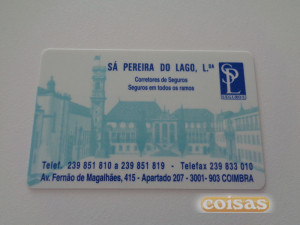 SÁ PEREIRA DO LAGO, L.DA
Corretores de Seguros
Seguros em todos os ramos
SPL
Telef. 239 851 810 a 239 851 819 - Telefax 239 833 010
Av. Fernão de Magalhães, 415 - Apartado 207 - 3001- 903 COIMBRA
coisas